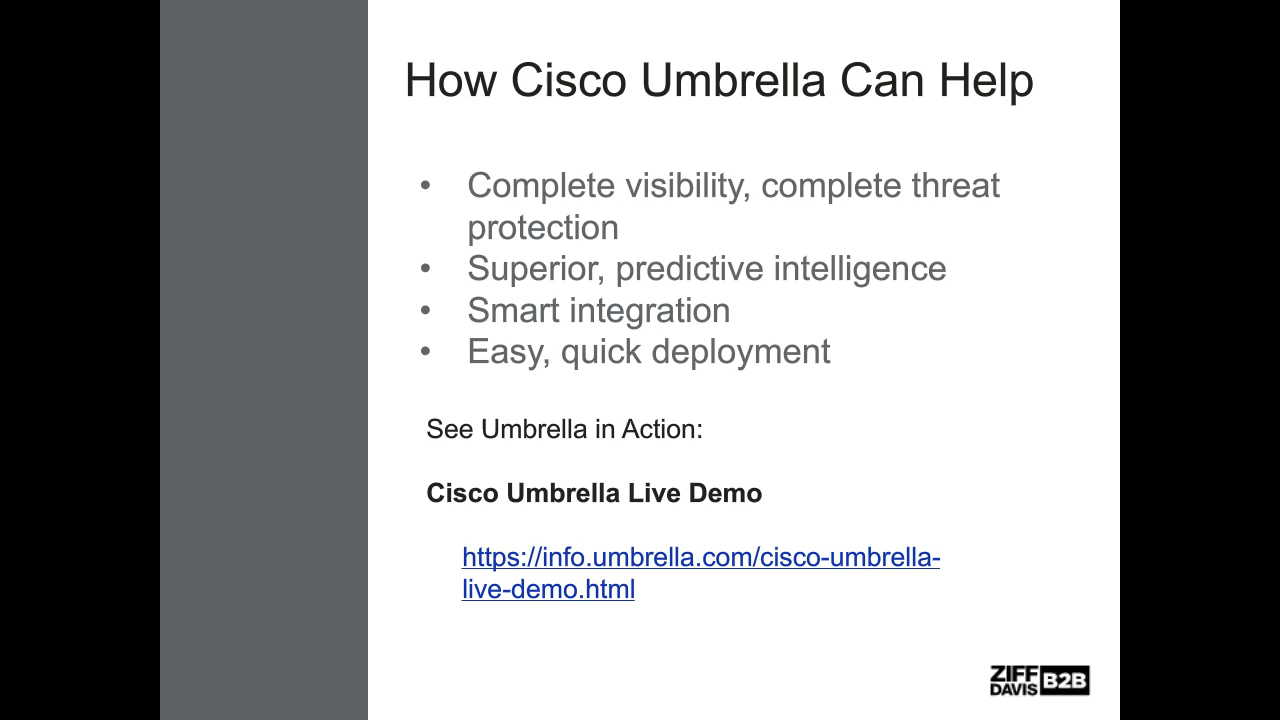 How Cisco Umbrella Can Help
• Complete visibility, complete threat
protection
• Superior, predictive intelligence
• Smart integration
• Easy, quick deployment
See Umbrella in Action:
Cisco Umbrella Live Demo
https://info.umbrella.com/cisco-umbrella-
live-demo.html
ZIFF
DAVIS B2B